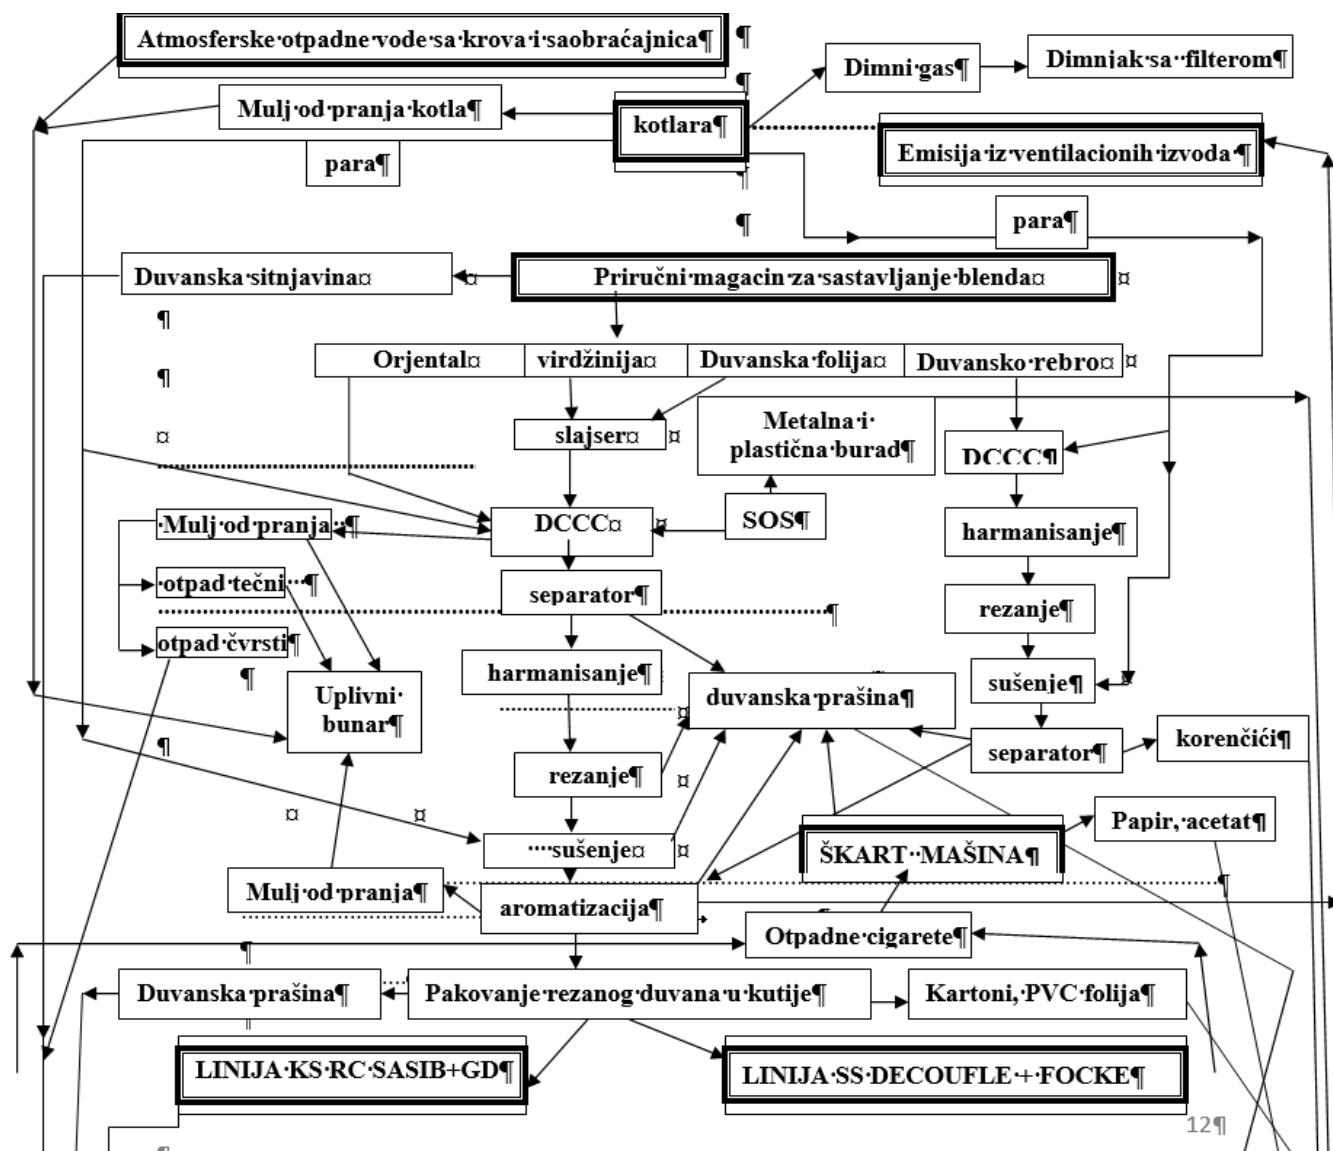 Atmosferske otpadne vode sa krova i saobraćajnica¶
¶
Dimni gas¶
Dimnjak sa  filterom¶
¶
Mulj od pranja kotla¶
kotlara¶
Emisija iz ventilacionih izvoda ¶
para¶
¶
¶
para¶
Duvanska sitnjavina¤
¤
Priručni magacin za sastavljanje blenda¤
¤
¶
Orjental¤
virdžinija¤
Duvanska folija¤
Duvansko rebro¤
¤
¶
Metalna i
plastična burad¶
slajser¤
¤
¤
DCCC¶
Mulj od pranja  ¶
DCCC¤
¤
SOS¶
harmanisanje¶
otpad tečni   ¶
separator¶
¶
rezanje¶
otpad čvrsti¶
¶
harmanisanje¶
sušenje¶
¤
Uplivni
bunar¶
duvanska prašina¶
¤
¶
separator¶
korenčići¶
rezanje¶
¤
¤
¤
Papir, acetat¶
sušenje¤
¤
ŠKART  MAŠINA¶
Mulj od pranja¶
¶
aromatizacija¶
¶
Otpadne cigarete¶
¶
Duvanska prašina¶
Pakovanje rezanog duvana u kutije¶
Kartoni, PVC folija¶
¶
LINIJA KS RC SASIB+GD¶
LINIJA SS DECOUFLE + FOCKE¶
12¶
¶